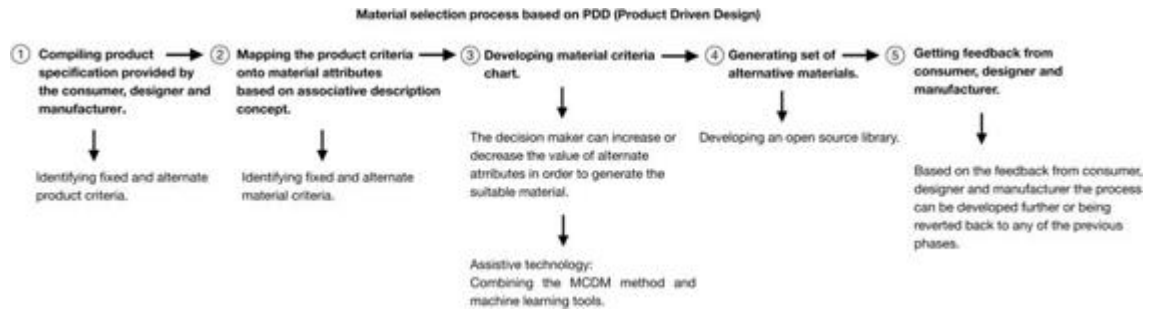 Material selection process based on PDD (Product Driven Design)
1 Compiling product
specification provided by
the consumer, designer and
manufacturer.
Identifying fixed and alternate
product criteria.
2 Mapping the product criteria
onto material attributes
based on associative description
concept.
Identifying fixed and alternate
material criteria.
3 Developing material criteria
chart.
The decision maker can increase or
decrease the value of alternate
atrributes in order to generate the
suitable material.
Assistive technology:
Combining the MCDM method and
machine learning tools.
4 Generating set of
alternative materials.
Developing an open source library.
5 Getting feedback from
consumer, designer and
manufacturer.
Based on the feedback from consumer,
designer and manufacturer the process
can be developed further or being
reverted back to any of the previous
phases.